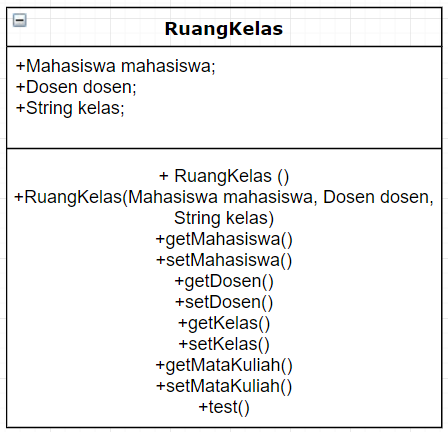 RuangKelas
+Mahasiswa mahasiswa;
+Dosen dosen;
+String kelas;
+ RuangKelas ()
+RuangKelas(Mahasiswa mahasiswa, Dosen dosen,
String kelas)
+getMahasiswa()
+setMahasiswa()
+getDosen()
+setDosen()
+getKelas()
+setKelas()
+getMataKuliah()
+setMataKuliah()
+test()